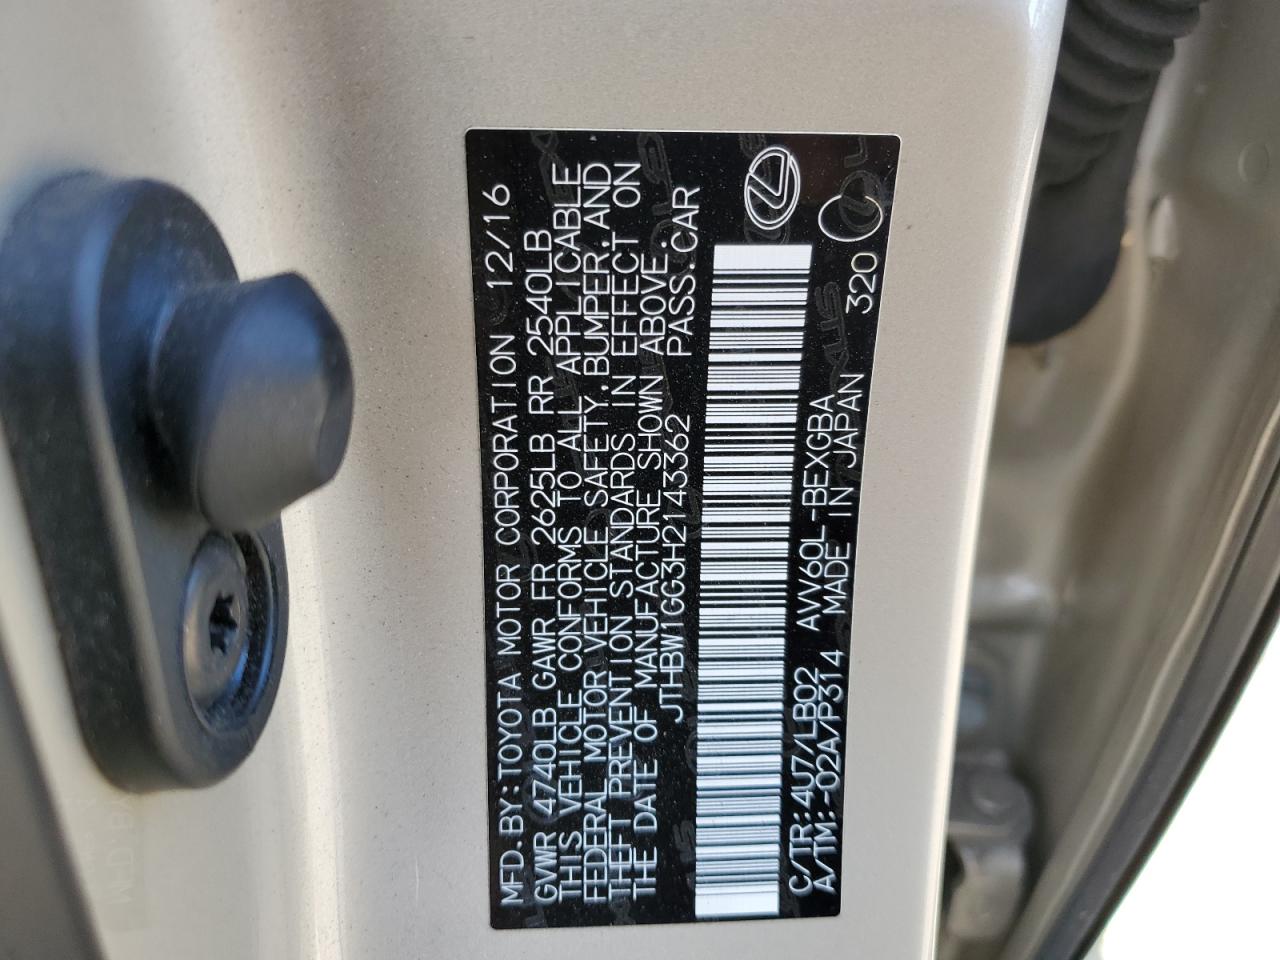 MFD.BY:TOYOTA MOTOR CORPORATION 12/16
GVWR 4740LB GAWR FR 2625LB RR 2540LB
THIS VEHICLE CONFORMS TO ALL APPLICABLE
FEDERAL MOTOR VEHICLE SAFETY.BUMPER,AND
THEFT PREVENTION STANDARDS IN EFFECT ON
THE DATE OF MANUFACTURE SHOWN ABOVE.
JTHBW1GG3H2143362 PASS.CAR
C/TR:4U7/LB02 AVV60L-BEXGBA
A/TM:-02A/P314 MADE IN JAPAN 320